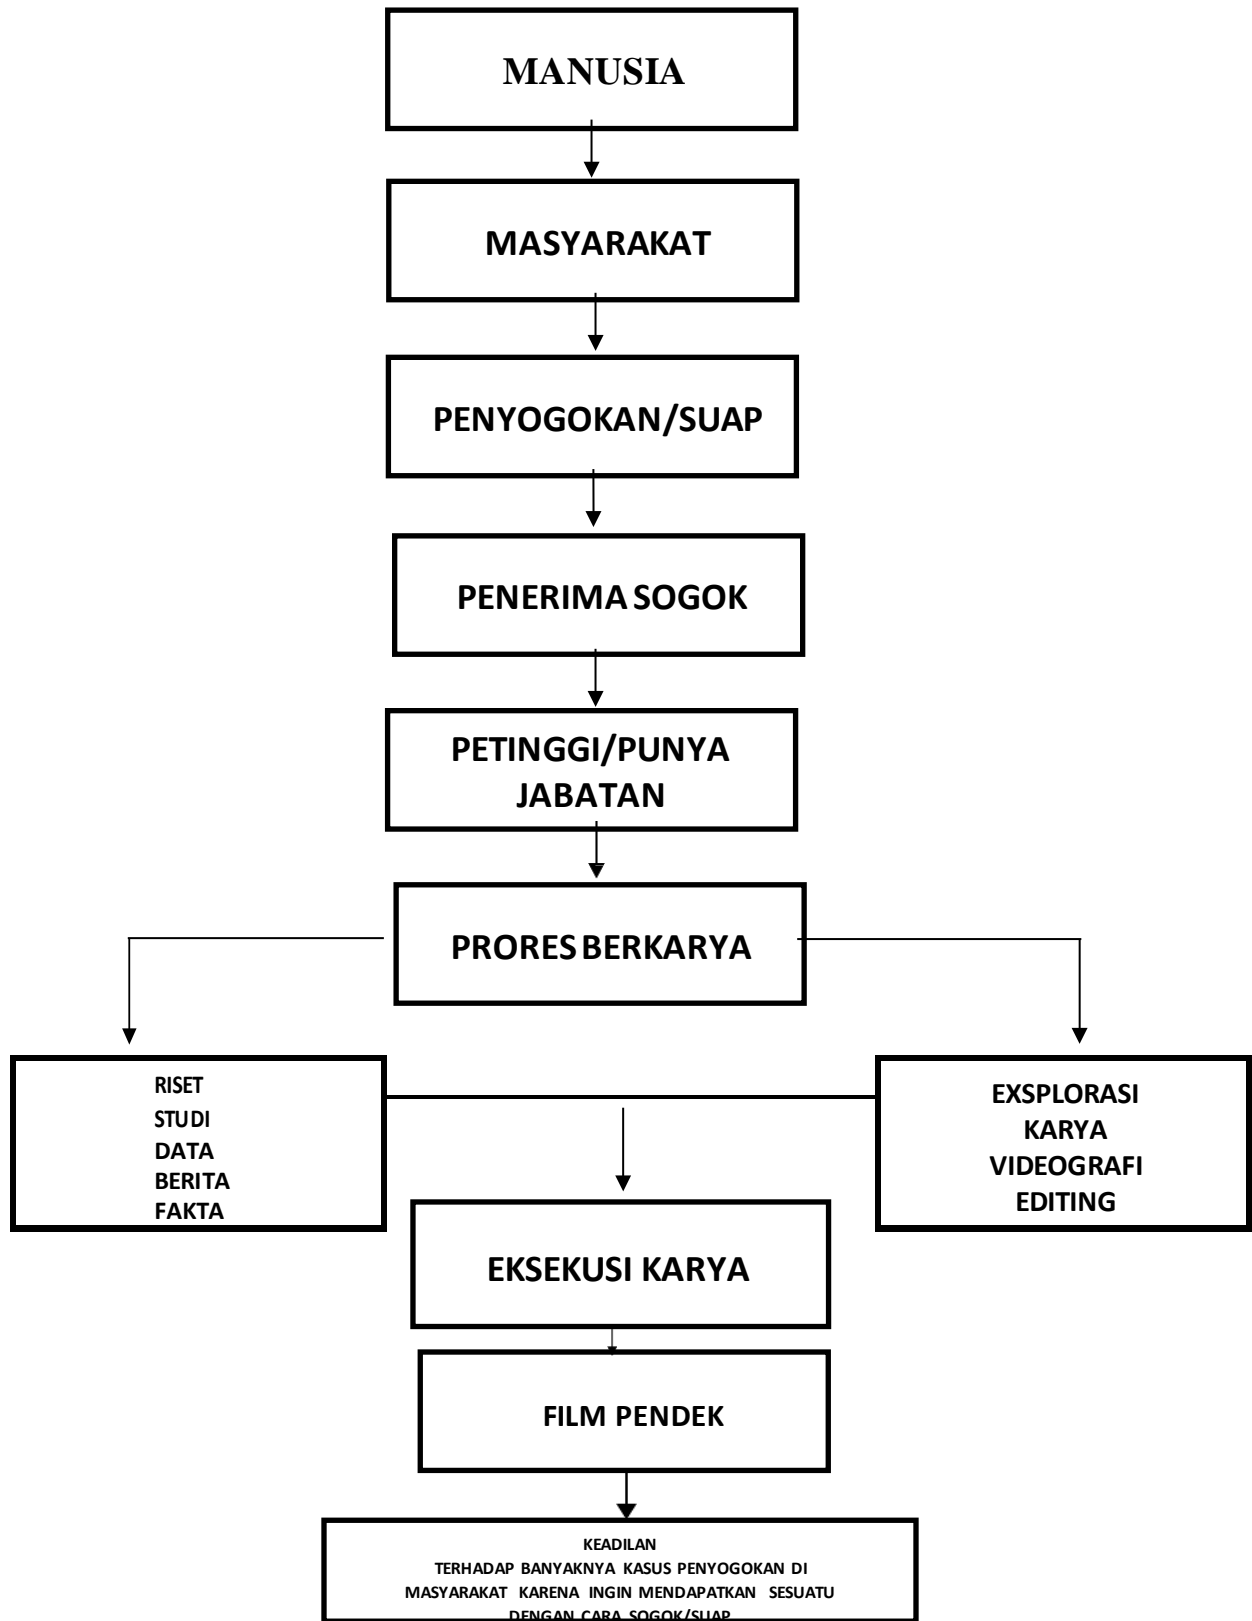 MANUSIA
MASYARAKAT
PENYOGOKAN/SUAP
PENERIMA SOGOK
PETINGGI/PUNYA
JABATAN
PRORES BERKARYA
RISET
STUDI
DATA
BERITA
FAKTA
EXSPLORASI
KARYA
VIDEOGRAFI
EDITING
EKSEKUSI KARYA
FILM PENDEK
KEADILAN
TERHADAP BANYAKNYA KASUS PENYOGOKAN DI
MASYARAKAT KARENA INGIN MENDAPATKAN SESUATU
DENGAN CARA SOGOK/SUAP